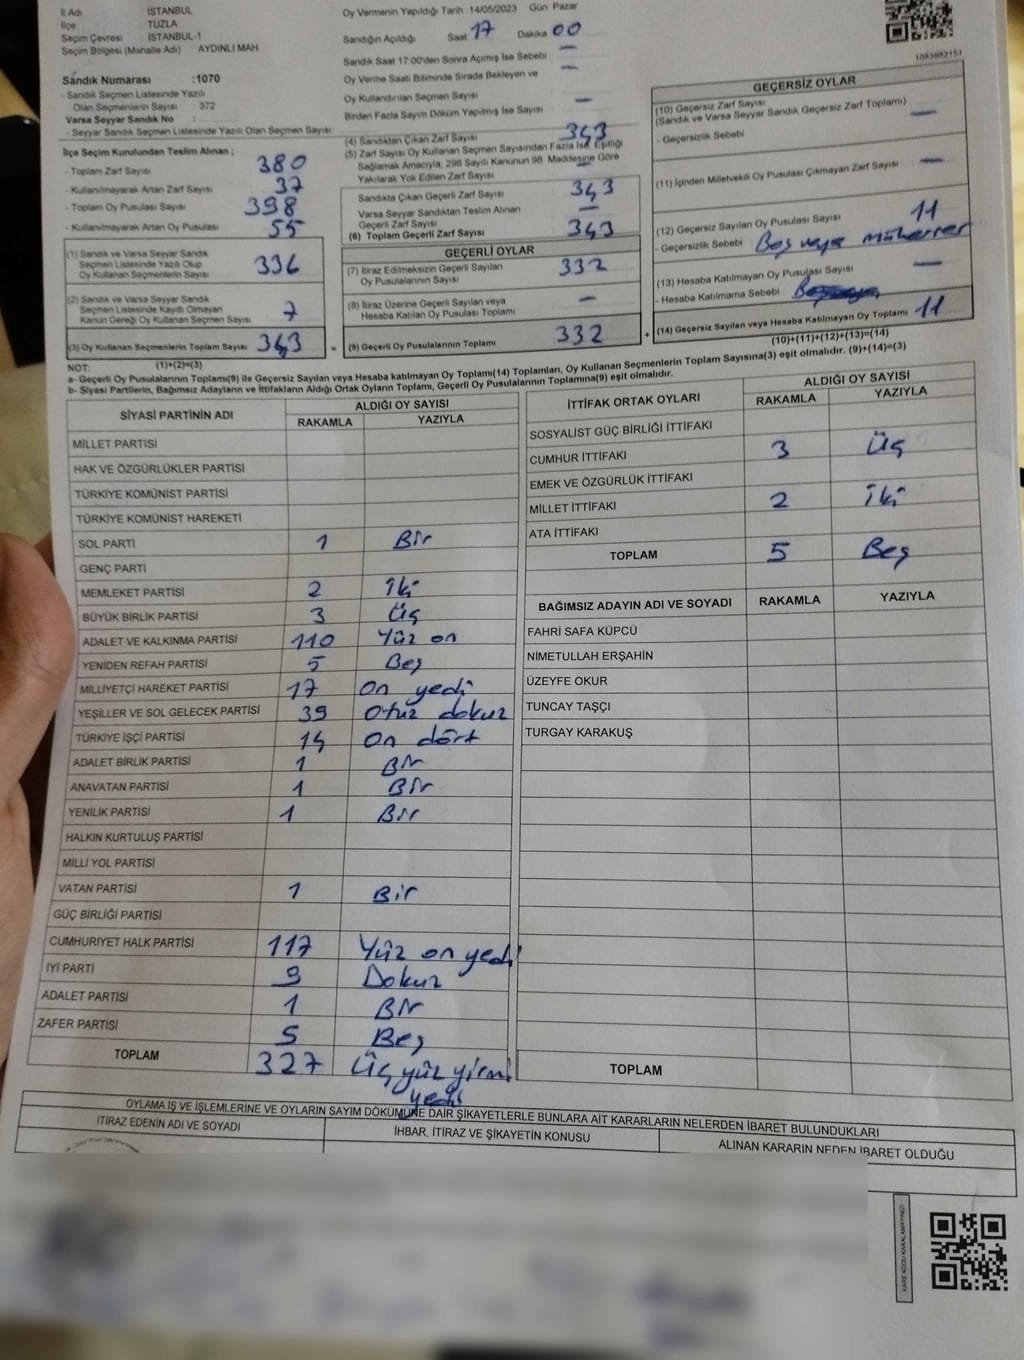 İl Adı İSTANBUL
İlçe TUZLA
Seçim Çevresi İSTANBUL-1
Seçim Bölgesi (Mahalle Adı) AYDINLI MAH
Sandık Numarası :1070
- Sandık Seçmen Listesinde Yazılı
Olan Seçmenlerin Sayısı 372
Varsa Seyyar Sandık No
- Seyyar Sandık Seçmen Listesinde Yazılı Olan Seçmen Sayısı
Oy Vermenin Yapıldığı Tarih :14/05/2023 Gün Pazar
Sandığın Açıldığı Saat 17 Dakika 00
Sandık Saat 17:00'den Sonra Açılmış İse Sebebi —
Oy Verme Saati Bitiminde Sırada Bekleyen ve —
Oy Kullandırılan Seçmen Sayısı
Birden Fazla Sayım Döküm Yapılmış İse Sayısı —
(4) Sandıktan Çıkan Zarf Sayısı 343
(5) Zarf Sayısı Oy Kullanan Seçmen Sayısından Fazla İse, Eşitliği
Sağlamak Amacıyla, 298 Sayılı Kanunun 98. Maddesine Göre
Yakılarak Yok Edilen Zarf Sayısı —
Sandıkta Çıkan Geçerli Zarf Sayısı 343
Varsa Seyyar Sandıktan Teslim Alınan
Geçerli Zarf Sayısı —
(6) Toplam Geçerli Zarf Sayısı 343
İlçe Seçim Kurulundan Teslim Alınan ;
- Toplam Zarf Sayısı 380
- Kullanılmayarak Artan Zarf Sayısı 37
- Toplam Oy Pusulası Sayısı 398
- Kullanılmayarak Artan Oy Pusulası 55
(1) Sandık ve Varsa Seyyar Sandık
Seçmen Listesinde Yazılı Olup
Oy Kullanan Seçmenlerin Sayısı 336
(2) Sandık ve Varsa Seyyar Sandık
Seçmen Listesinde Kayıtlı Olmayan
Kanun Gereği Oy Kullanan Seçmen Sayısı 7
(3) Oy Kullanan Seçmenlerin Toplam Sayısı 343
(1)+(2)=(3)
GEÇERLİ OYLAR
(7) İtiraz Edilmeksizin Geçerli Sayılan
Oy Pusulalarının Sayısı 332
(8) İtiraz Üzerine Geçerli Sayılan veya
Hesaba Katılan Oy Pusulası Toplamı —
= (9) Geçerli Oy Pusulalarının Toplamı 332 +
1093982151
GEÇERSİZ OYLAR
(10) Geçersiz Zarf Sayısı
(Sandık ve Varsa Seyyar Sandık Geçersiz Zarf Toplamı) —
- Geçersizlik Sebebi
(11) İçinden Milletvekili Oy Pusulası Çıkmayan Zarf Sayısı —
(12) Geçersiz Sayılan Oy Pusulası Sayısı 11
- Geçersizlik Sebebi Boş veya mühürler
(13) Hesaba Katılmayan Oy Pusulası Sayısı —
- Hesaba Katılmama Sebebi
(14) Geçersiz Sayılan veya Hesaba Katılmayan Oy Toplamı 11
(10)+(11)+(12)+(13)=(14)
NOT:
a- Geçerli Oy Pusulalarının Toplamı(9) ile Geçersiz Sayılan veya Hesaba katılmayan Oy Toplamı(14) Toplamları, Oy Kullanan Seçmenlerin Toplam Sayısına(3) eşit olmalıdır. (9)+(14)=(3)
b- Siyasi Partilerin, Bağımsız Adayların ve İttifakların Aldığı Ortak Oyların Toplamı, Geçerli Oy Pusulalarının Toplamına(9) eşit olmalıdır.
SİYASİ PARTİNİN ADI ALDIĞI OY SAYISI
RAKAMLA YAZIYLA
MİLLET PARTİSİ
HAK VE ÖZGÜRLÜKLER PARTİSİ
TÜRKİYE KOMÜNİST PARTİSİ
TÜRKİYE KOMÜNİST HAREKETİ
SOL PARTİ 1 Bir
GENÇ PARTİ
MEMLEKET PARTİSİ 2 İki
BÜYÜK BİRLİK PARTİSİ 3 Üç
ADALET VE KALKINMA PARTİSİ 110 Yüz on
YENİDEN REFAH PARTİSİ 5 Beş
MİLLİYETÇİ HAREKET PARTİSİ 17 On yedi
YEŞİLLER VE SOL GELECEK PARTİSİ 39 Otuz dokuz
TÜRKİYE İŞÇİ PARTİSİ 14 On dört
ADALET BİRLİK PARTİSİ 1 Bir
ANAVATAN PARTİSİ 1 Bir
YENİLİK PARTİSİ 1 Bir
HALKIN KURTULUŞ PARTİSİ
MİLLİ YOL PARTİSİ
VATAN PARTİSİ 1 Bir
GÜÇ BİRLİĞİ PARTİSİ
CUMHURİYET HALK PARTİSİ 117 Yüz on yedi
İYİ PARTİ 9 Dokuz
ADALET PARTİSİ 1 Bir
ZAFER PARTİSİ 5 Beş
TOPLAM 327 Üç yüz yirmi
yedi
İTTİFAK ORTAK OYLARI ALDIĞI OY SAYISI
RAKAMLA YAZIYLA
SOSYALİST GÜÇ BİRLİĞİ İTTİFAKI
CUMHUR İTTİFAKI 3 Üç
EMEK VE ÖZGÜRLÜK İTTİFAKI
MİLLET İTTİFAKI 2 İki
ATA İTTİFAKI
TOPLAM 5 Beş
BAĞIMSIZ ADAYIN ADI VE SOYADI RAKAMLA YAZIYLA
FAHRİ SAFA KÜPCÜ
NİMETULLAH ERŞAHİN
ÜZEYFE OKUR
TUNCAY TAŞÇI
TURGAY KARAKUŞ
TOPLAM
OYLAMA İŞ VE İŞLEMLERİNE VE OYLARIN SAYIM DÖKÜMÜNE DAİR ŞİKAYETLERLE BUNLARA AİT KARARLARIN NELERDEN İBARET BULUNDUKLARI
İTİRAZ EDENİN ADI VE SOYADI İHBAR, İTİRAZ VE ŞİKAYETİN KONUSU ALINAN KARARIN NEDEN İBARET OLDUĞU
KARE KODU KARALAMAYINIZ!